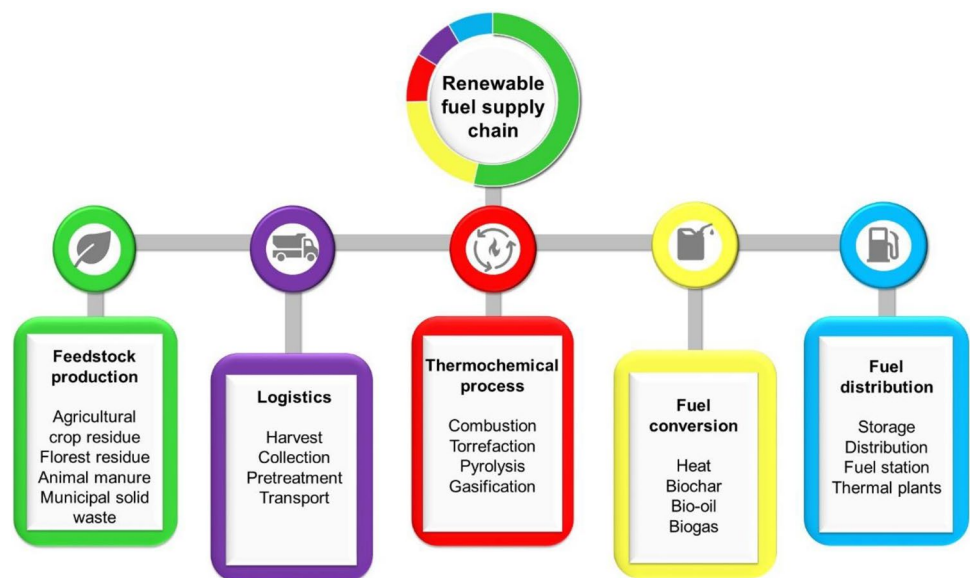 Renewable
fuel supply
chain
Feedstock
production
Agricultural
crop residue
Florest residue
Animal manure
Municipal solid
waste
Logistics
Harvest
Collection
Pretreatment
Transport
Thermochemical
process
Combustion
Torrefaction
Pyrolysis
Gasification
Fuel
conversion
Heat
Biochar
Bio-oil
Biogas
Fuel
distribution
Storage
Distribution
Fuel station
Thermal plants